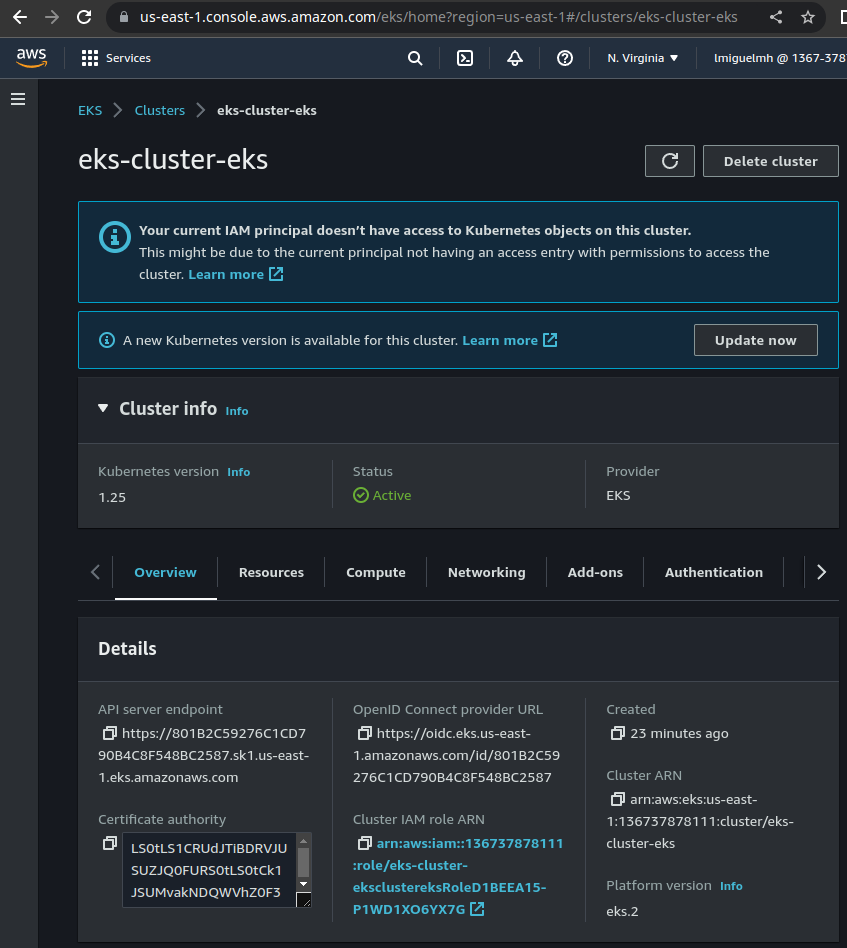 us-east-1.console.aws.amazon.com/eks/home?region=us-east-1#/clusters/eks-cluster-eks
aws Services N. Virginia lmiguelmh @ 1367-378
EKS Clusters eks-cluster-eks
eks-cluster-eks
Delete cluster
Your current IAM principal doesn’t have access to Kubernetes objects on this cluster.
This might be due to the current principal not having an access entry with permissions to access the
cluster. Learn more
A new Kubernetes version is available for this cluster. Learn more
Update now
Cluster info Info
Kubernetes version Info
1.25
Status
Active
Provider
EKS
Overview Resources Compute Networking Add-ons Authentication
Details
API server endpoint
https://801B2C59276C1CD7
90B4C8F548BC2587.sk1.us-east-
1.eks.amazonaws.com
Certificate authority
LS0tLS1CRUdJTiBDRVJU
SUZJQ0FURS0tLS0tCk1
JSUMvakNDQWVhZ0F3
OpenID Connect provider URL
https://oidc.eks.us-east-
1.amazonaws.com/id/801B2C59
276C1CD790B4C8F548BC2587
Cluster IAM role ARN
arn:aws:iam::136737878111
:role/eks-cluster-
eksclustereksRoleD1BEEA15-
P1WD1XO6YX7G
Created
23 minutes ago
Cluster ARN
arn:aws:eks:us-east-
1:136737878111:cluster/eks-
cluster-eks
Platform version Info
eks.2